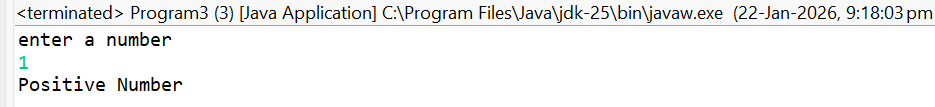 <terminated> Program3 (3) [Java Application] C:\Program Files\Java\jdk-25\bin\javaw.exe (22-Jan-2026, 9:18:03 pm
enter a number
1
Positive Number